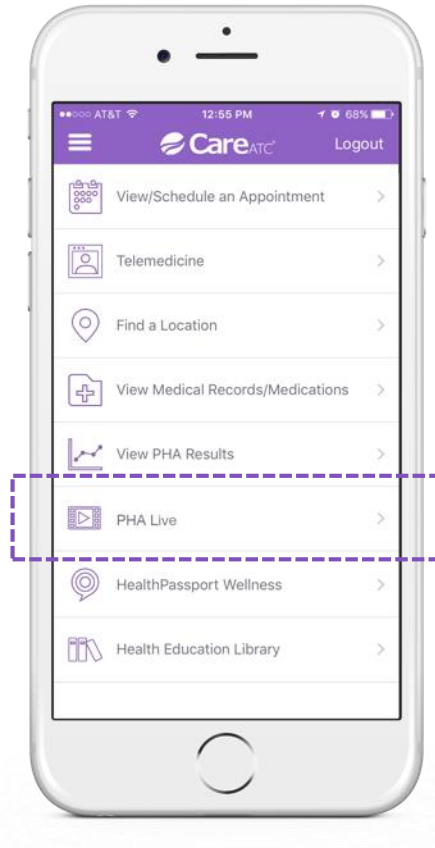 AT&T 12:55 PM 68%
CareATC Logout
View/Schedule an Appointment
Telemedicine
Find a Location
View Medical Records/Medications
View PHA Results
PHA Live
HealthPassport Wellness
Health Education Library